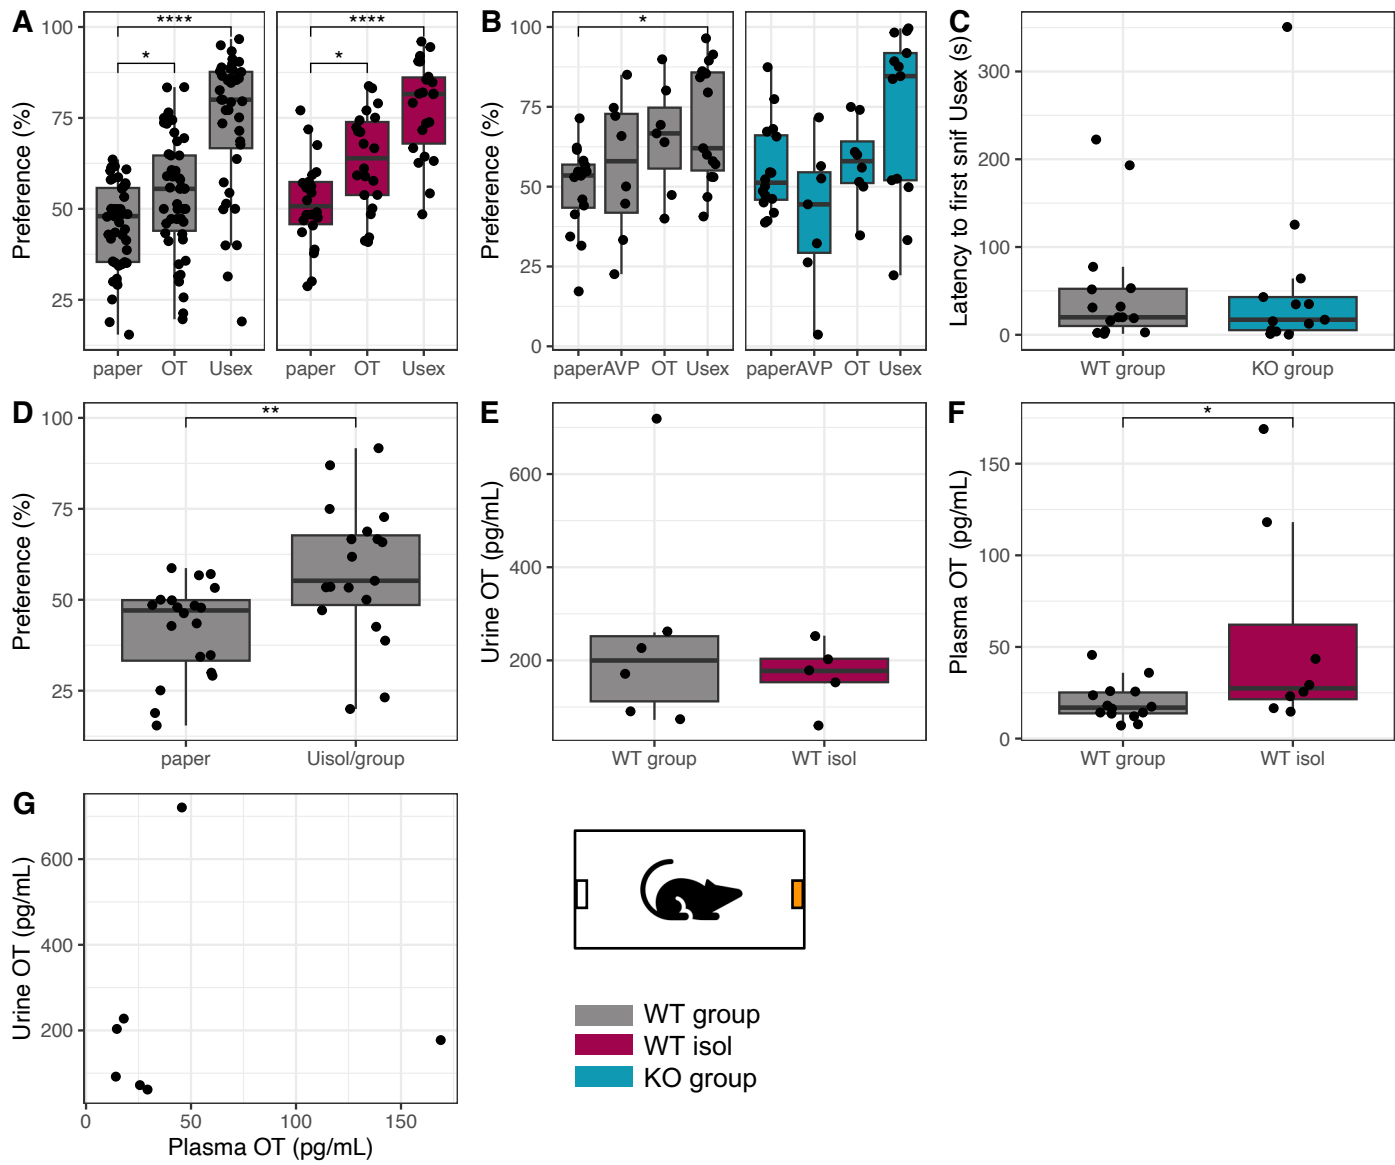 A
Preference (%)
100
75
50
25
****
*
****
*
paper OT Usex
paper OT Usex
B
Preference (%)
100
75
50
25
0
*
paperAVP OT Usex
paperAVP OT Usex
C
Latency to first snif Usex (s)
300
200
100
0
WT group KO group
D
Preference (%)
100
75
50
25
**
paper Uisol/group
E
Urine OT (pg/mL)
600
400
200
WT group WT isol
F
Plasma OT (pg/mL)
150
100
50
0
*
WT group WT isol
G
Urine OT (pg/mL)
600
400
200
0 50 100 150
Plasma OT (pg/mL)
WT group
WT isol
KO group